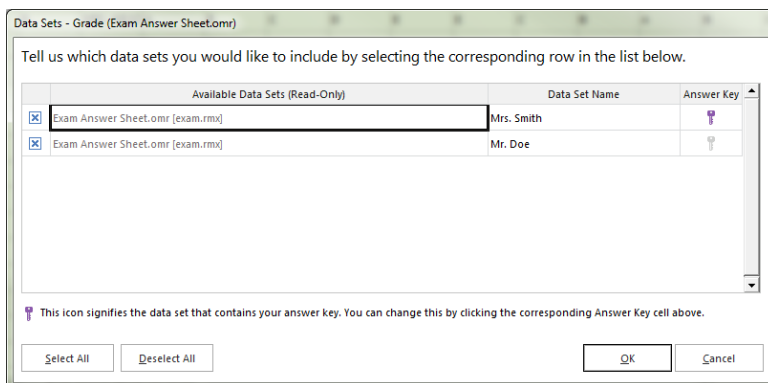 Data Sets - Grade (Exam Answer Sheet.omr)
Tell us which data sets you would like to include by selecting the corresponding row in the list below.
Available Data Sets (Read-Only) Data Set Name Answer Key
Exam Answer Sheet.omr [exam.rmx] Mrs. Smith
Exam Answer Sheet.omr [exam.rmx] Mr. Doe
This icon signifies the data set that contains your answer key. You can change this by clicking the corresponding Answer Key cell above.
Select All Deselect All OK Cancel